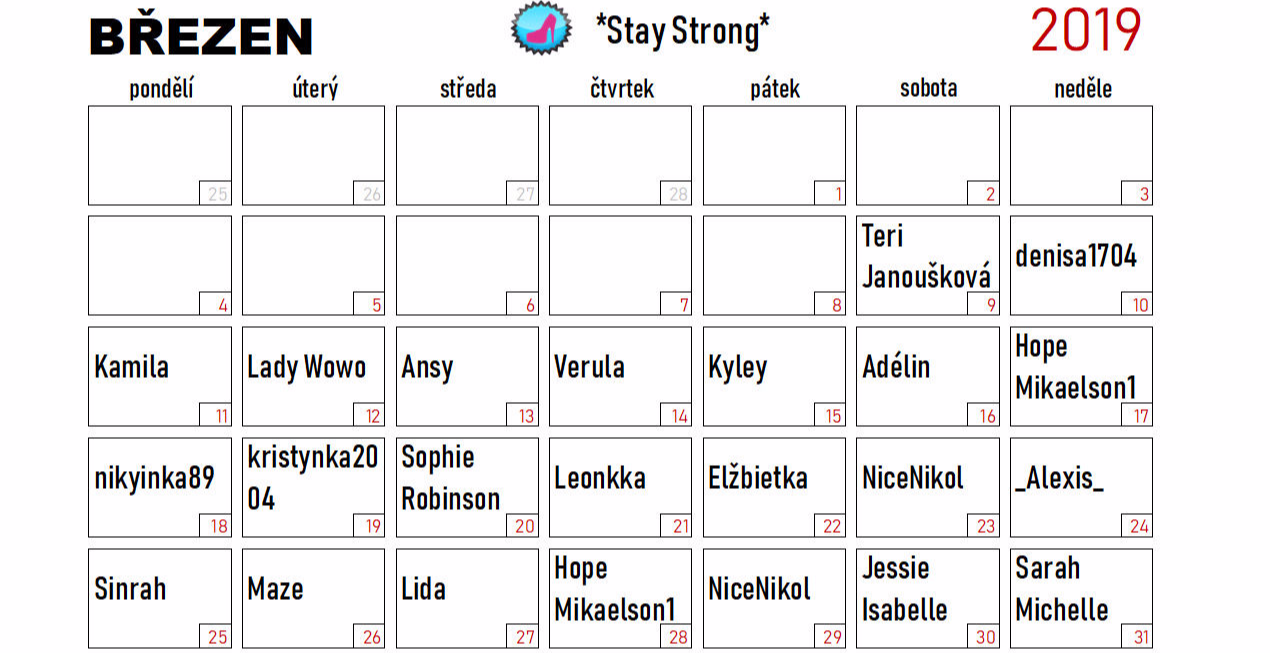 BŘEZEN
*Stay Strong*
2019
pondělí úterý středa čtvrtek pátek sobota neděle
25 26 27 28 1 2 3
Teri
Janoušková
denisa1704
4 5 6 7 8 9 10
Kamila Lady Wowo Ansy Verula Kyley Adélin Hope
Mikaelson1
11 12 13 14 15 16 17
nikyinka89 kristynka20
04
Sophie
Robinson
Leonkka Elžbietka NiceNikol _Alexis_
18 19 20 21 22 23 24
Sinrah Maze Lida Hope
Mikaelson1
NiceNikol Jessie
Isabelle
Sarah
Michelle
25 26 27 28 29 30 31